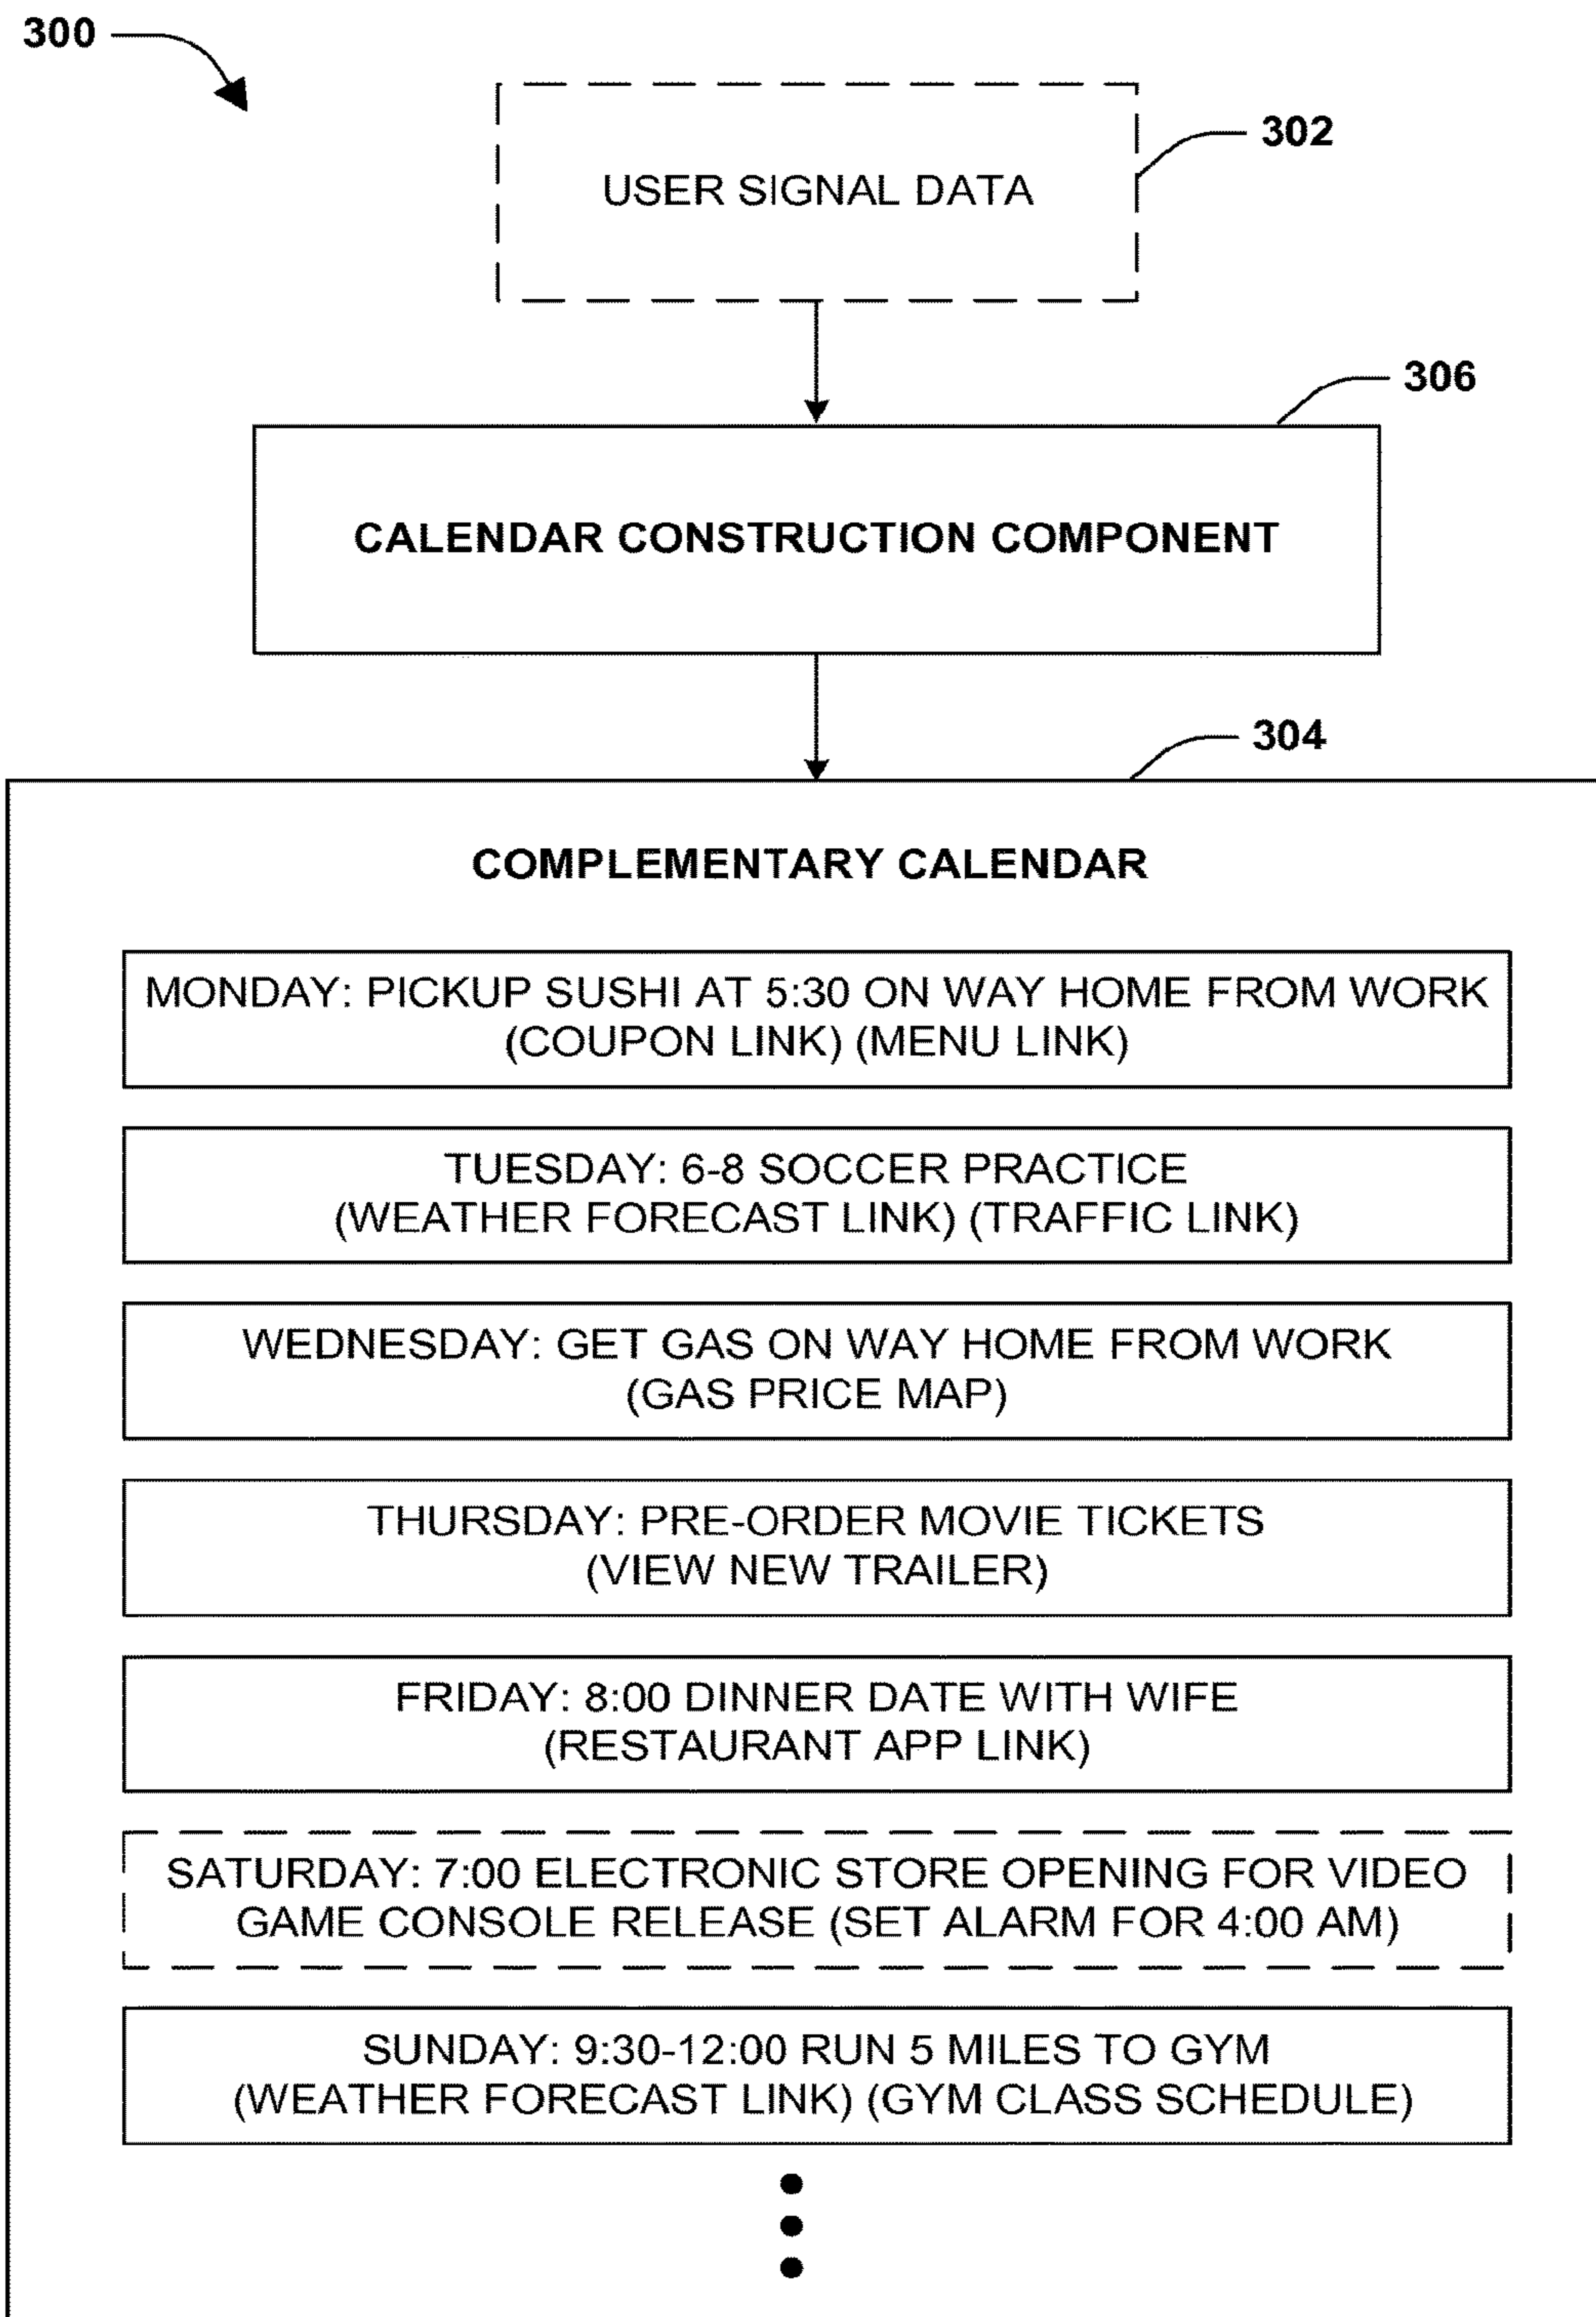 300
302
USER SIGNAL DATA
306
CALENDAR CONSTRUCTION COMPONENT
304
COMPLEMENTARY CALENDAR
MONDAY: PICKUP SUSHI AT 5:30 ON WAY HOME FROM WORK
(COUPON LINK) (MENU LINK)
TUESDAY: 6-8 SOCCER PRACTICE
(WEATHER FORECAST LINK) (TRAFFIC LINK)
WEDNESDAY: GET GAS ON WAY HOME FROM WORK
(GAS PRICE MAP)
THURSDAY: PRE-ORDER MOVIE TICKETS
(VIEW NEW TRAILER)
FRIDAY: 8:00 DINNER DATE WITH WIFE
(RESTAURANT APP LINK)
SATURDAY: 7:00 ELECTRONIC STORE OPENING FOR VIDEO
GAME CONSOLE RELEASE (SET ALARM FOR 4:00 AM)
SUNDAY: 9:30-12:00 RUN 5 MILES TO GYM
(WEATHER FORECAST LINK) (GYM CLASS SCHEDULE)